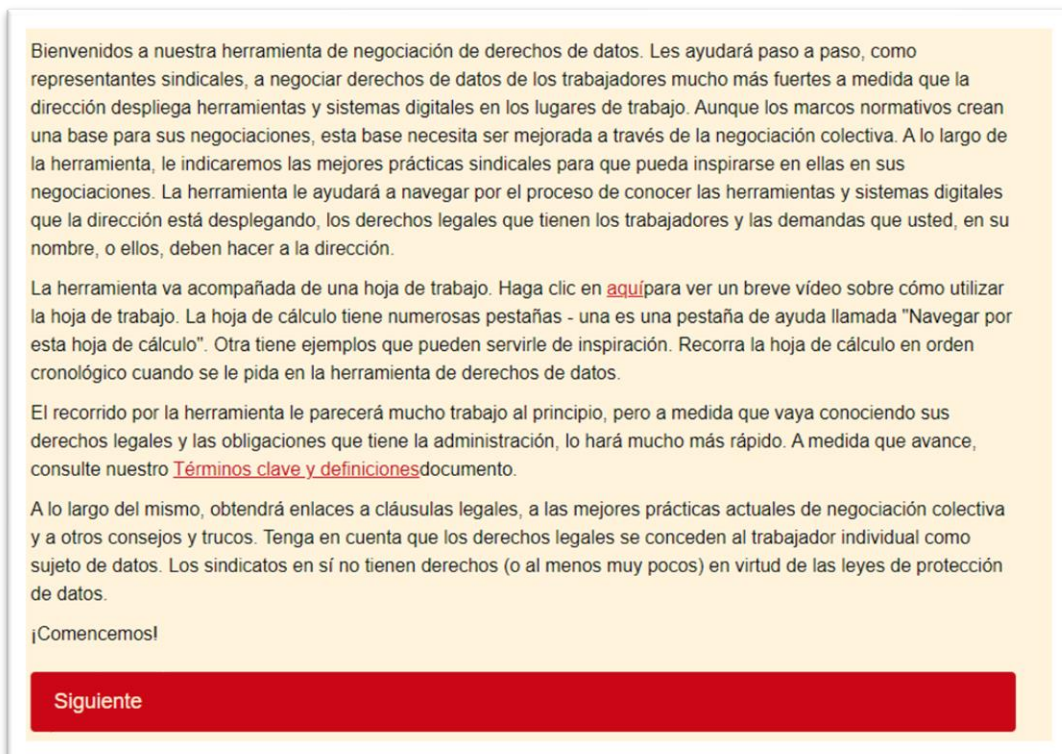 Bienvenidos a nuestra herramienta de negociación de derechos de datos. Les ayudará paso a paso, como
representantes sindicales, a negociar derechos de datos de los trabajadores mucho más fuertes a medida que la
dirección despliega herramientas y sistemas digitales en los lugares de trabajo. Aunque los marcos normativos crean
una base para sus negociaciones, esta base necesita ser mejorada a través de la negociación colectiva. A lo largo de
la herramienta, le indicaremos las mejores prácticas sindicales para que pueda inspirarse en ellas en sus
negociaciones. La herramienta le ayudará a navegar por el proceso de conocer las herramientas y sistemas digitales
que la dirección está desplegando, los derechos legales que tienen los trabajadores y las demandas que usted, en su
nombre, o ellos, deben hacer a la dirección.
La herramienta va acompañada de una hoja de trabajo. Haga clic en aquípara ver un breve vídeo sobre cómo utilizar
la hoja de trabajo. La hoja de cálculo tiene numerosas pestañas - una es una pestaña de ayuda llamada "Navegar por
esta hoja de cálculo". Otra tiene ejemplos que pueden servirle de inspiración. Recorra la hoja de cálculo en orden
cronológico cuando se le pida en la herramienta de derechos de datos.
El recorrido por la herramienta le parecerá mucho trabajo al principio, pero a medida que vaya conociendo sus
derechos legales y las obligaciones que tiene la administración, lo hará mucho más rápido. A medida que avance,
consulte nuestro Términos clave y definicionesdocumento.
A lo largo del mismo, obtendrá enlaces a cláusulas legales, a las mejores prácticas actuales de negociación colectiva
y a otros consejos y trucos. Tenga en cuenta que los derechos legales se conceden al trabajador individual como
sujeto de datos. Los sindicatos en sí no tienen derechos (o al menos muy pocos) en virtud de las leyes de protección
de datos.
¡Comencemos!
Siguiente